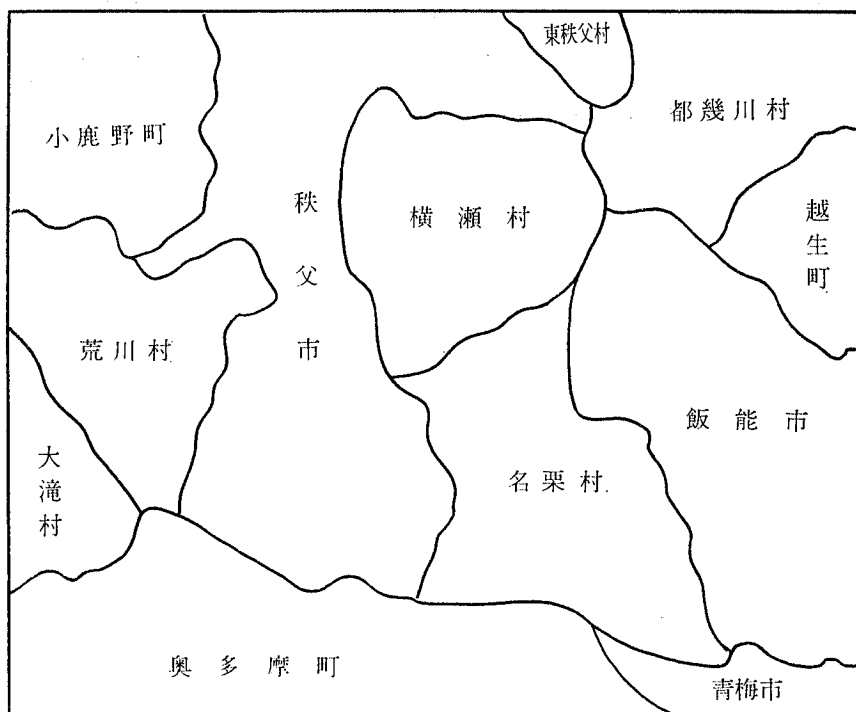 東秩父村
都幾川村
小鹿野町
秩父市
横瀬村
越生町
荒川村
飯能市
大滝村
名栗村
奥多摩町
青梅市